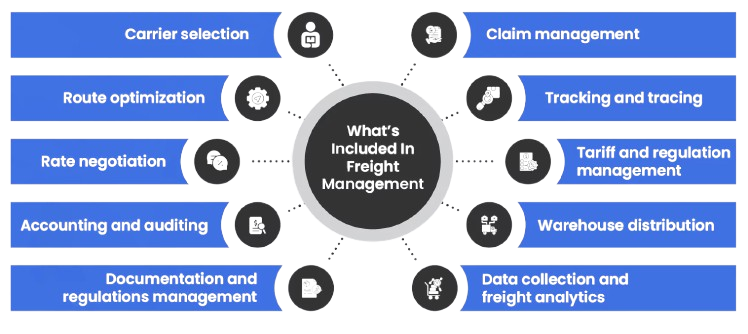 Carrier selection
Claim management
Route optimization
Tracking and tracing
What's
Included In
Freight
Management
Rate negotiation
Tariff and regulation
management
Accounting and auditing
Warehouse distribution
Documentation and
regulations management
Data collection and
freight analytics